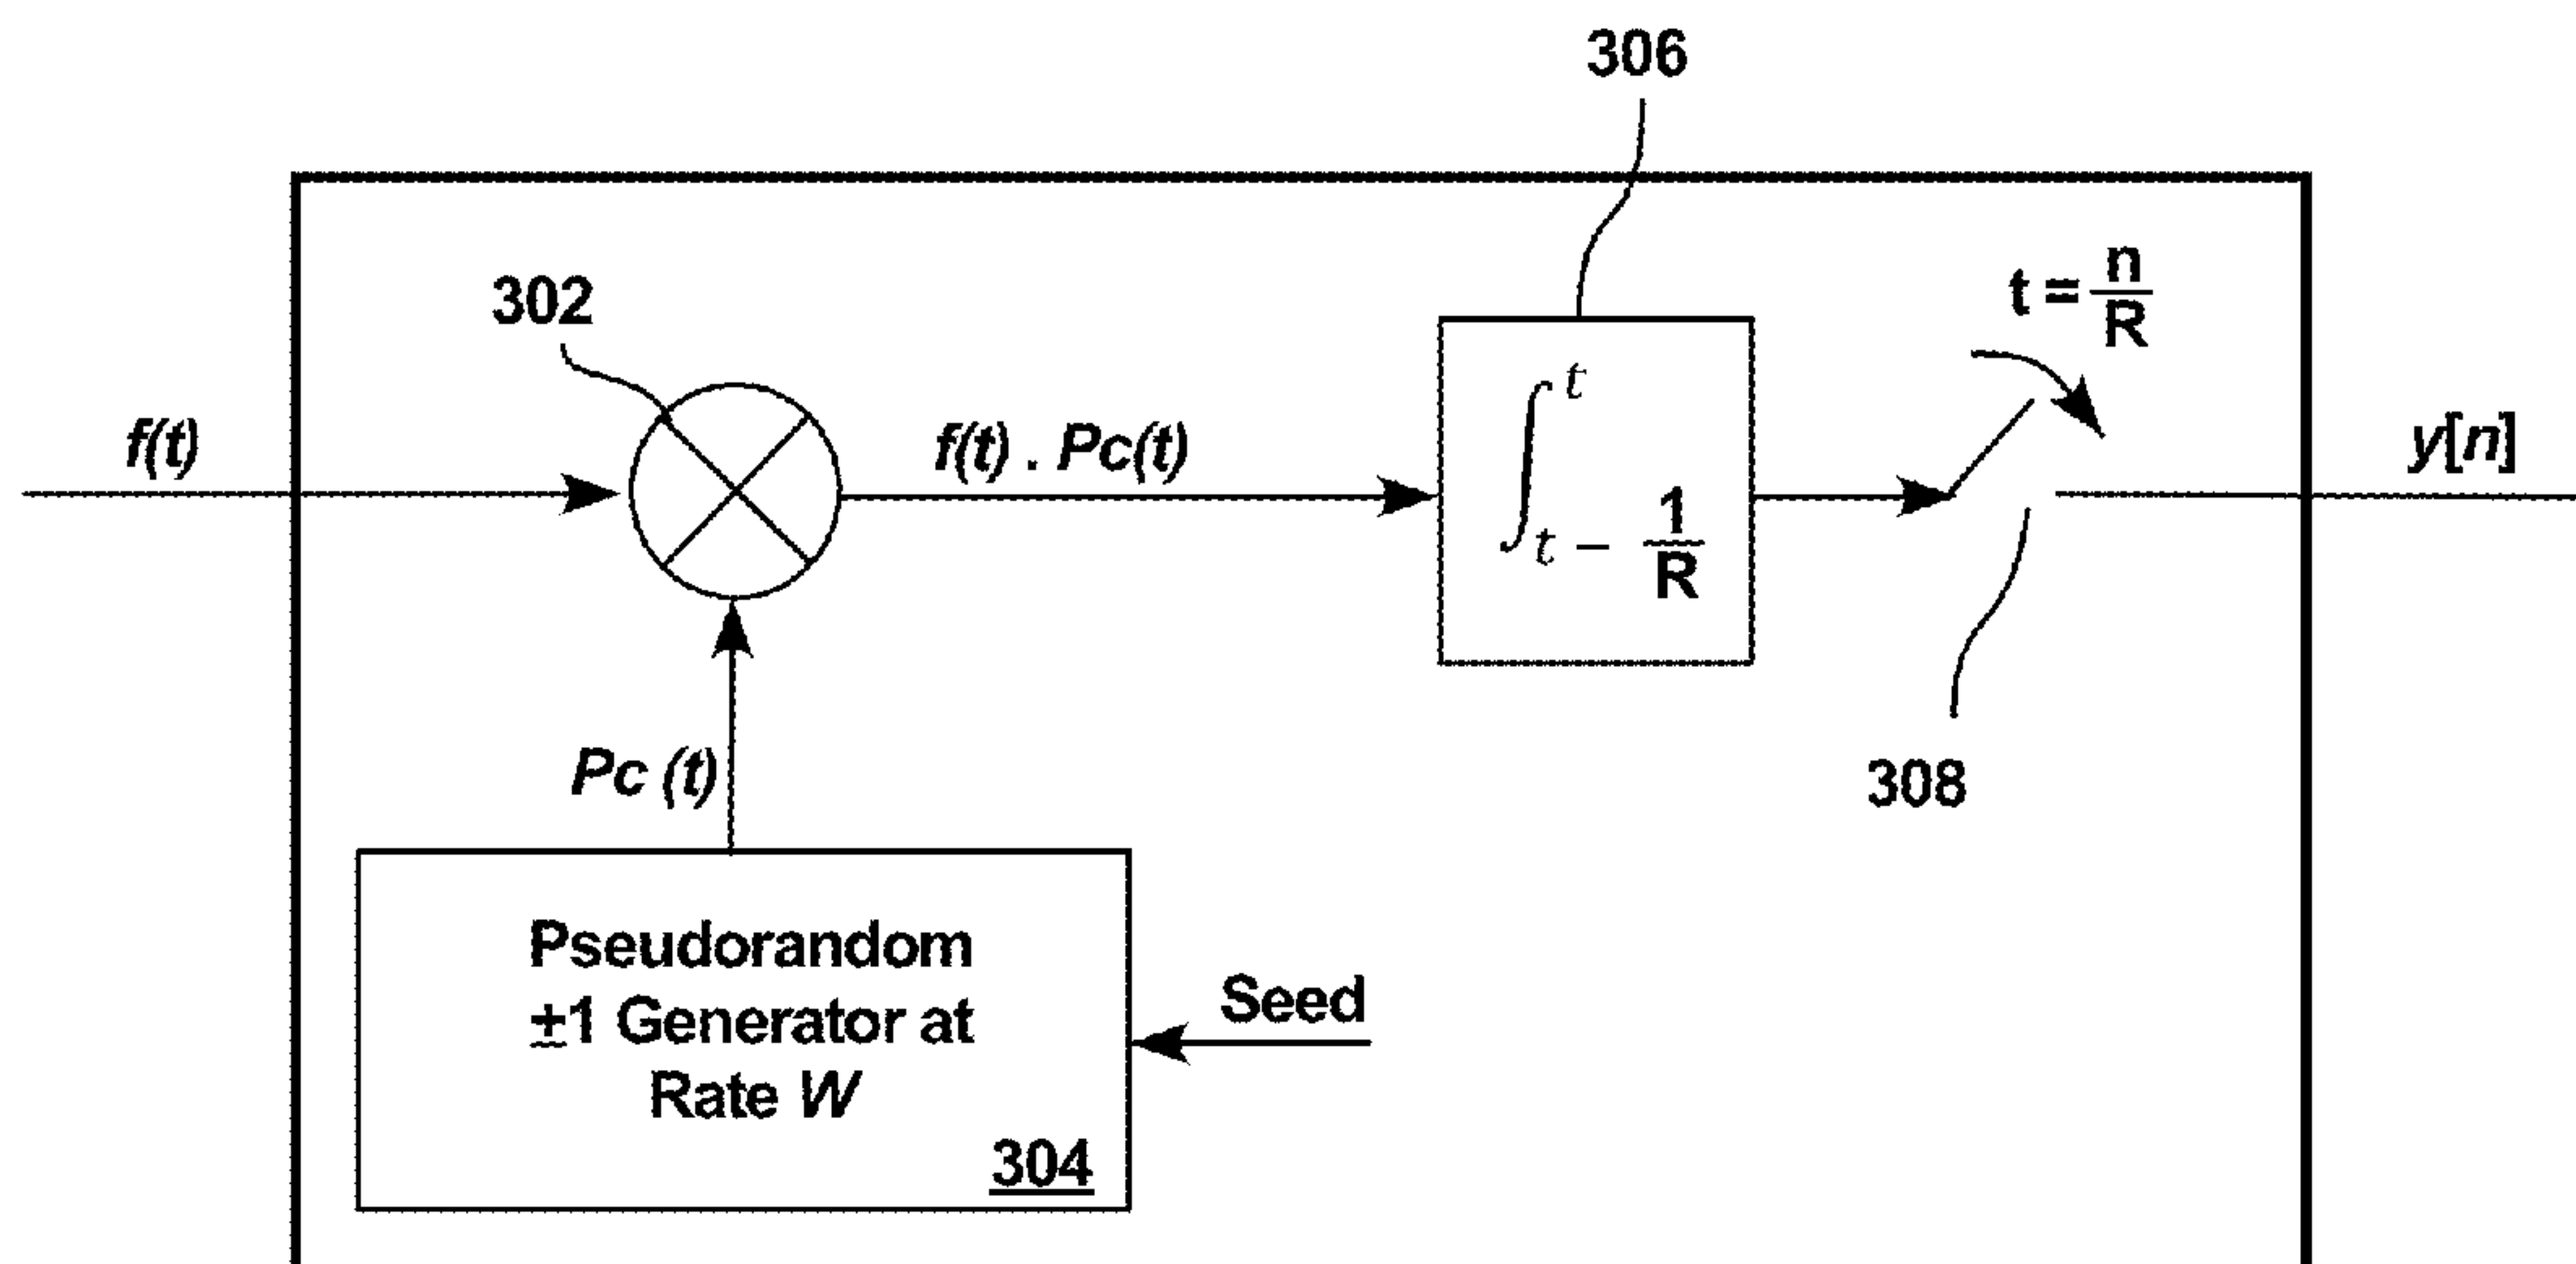 306
302
t = n/R
f(t)
f(t) . Pc(t)
∫ t t − 1/R
y[n]
Pc (t)
308
Pseudorandom
±1 Generator at
Rate W
304
Seed